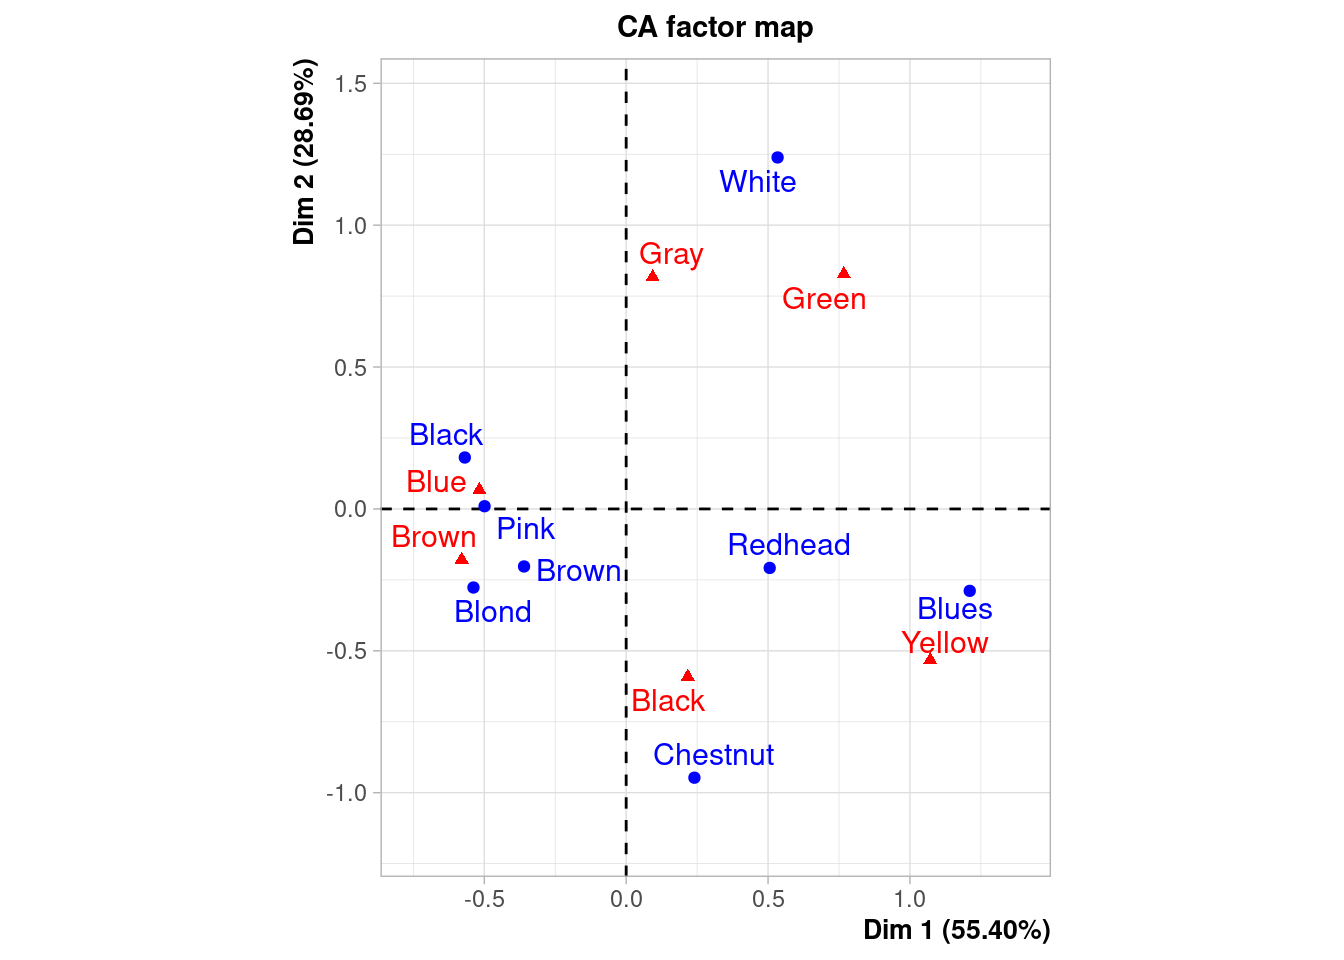 CA factor map
Dim 2 (28.69%)
1.5
1.0
0.5
0.0
-0.5
-1.0
White
Gray
Green
Black
Blue
Pink
Brown
Redhead
Brown
Blond
Blues
Yellow
Black
Chestnut
-0.5
0.0
0.5
1.0
Dim 1 (55.40%)